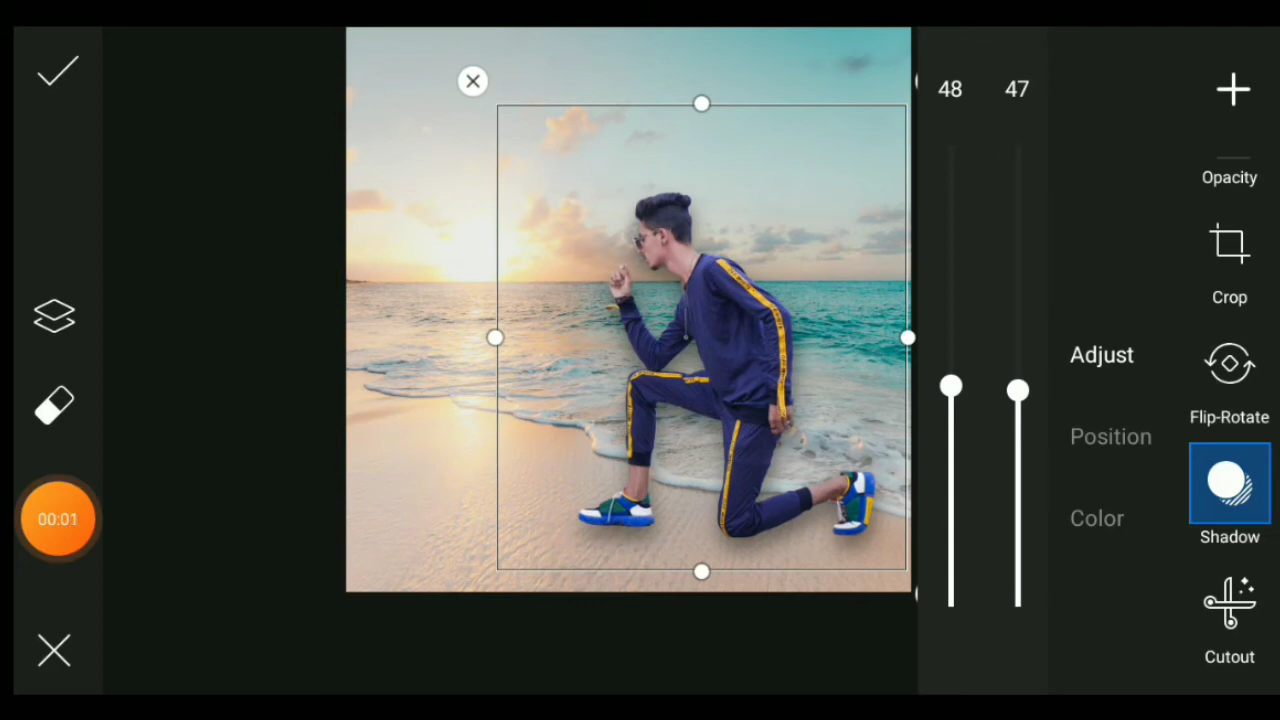 48 47
Opacity
Crop
Adjust
Flip-Rotate
Position
Color
00:01
Shadow
Cutout